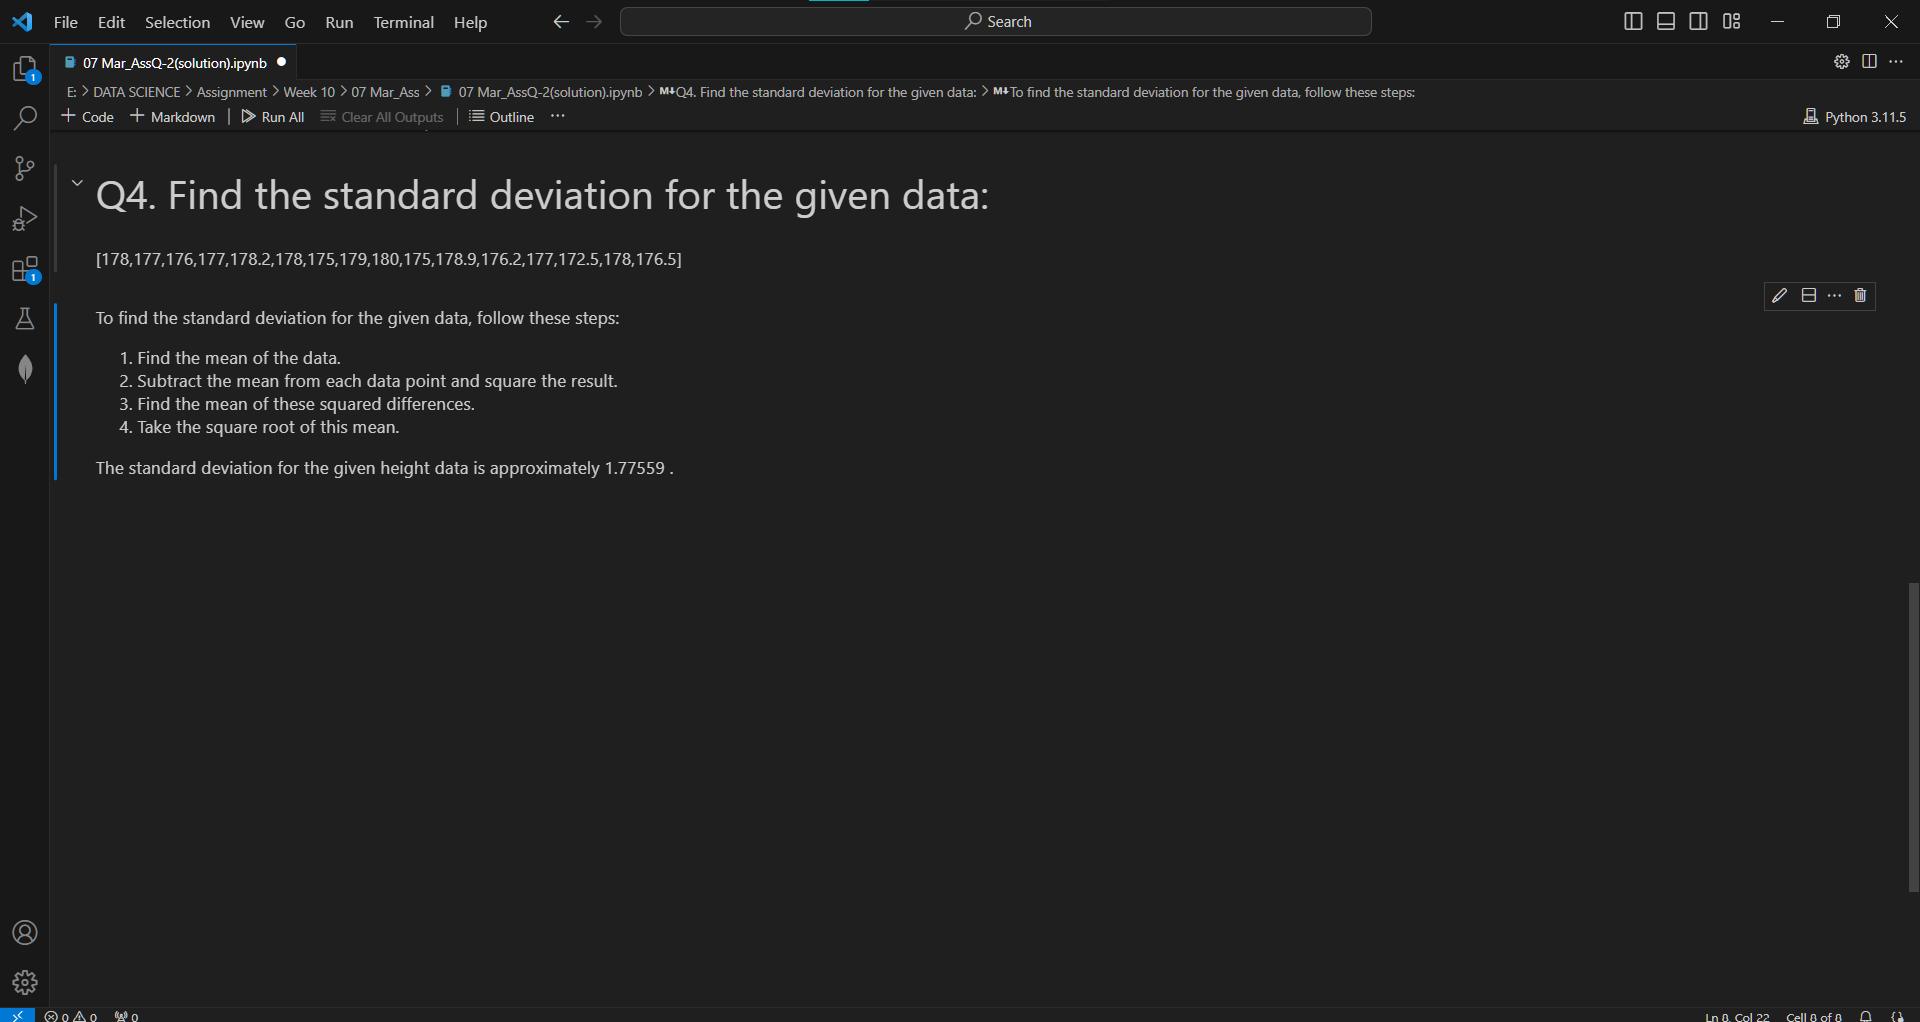 File Edit Selection View Go Run Terminal Help
Search
1
07 Mar_AssQ-2(solution).ipynb
E: > DATA SCIENCE > Assignment > Week 10 > 07 Mar_Ass > 07 Mar_AssQ-2(solution).ipynb > M↓Q4. Find the standard deviation for the given data: > M↓To find the standard deviation for the given data, follow these steps:
+ Code + Markdown | Run All Clear All Outputs | Outline ...
Python 3.11.5
Q4. Find the standard deviation for the given data:
[178,177,176,177,178.2,178,175,179,180,175,178.9,176.2,177,172.5,178,176.5]
1
To find the standard deviation for the given data, follow these steps:
1. Find the mean of the data.
2. Subtract the mean from each data point and square the result.
3. Find the mean of these squared differences.
4. Take the square root of this mean.
The standard deviation for the given height data is approximately 1.77559 .
0 0 0
Ln 8, Col 22 Cell 8 of 8